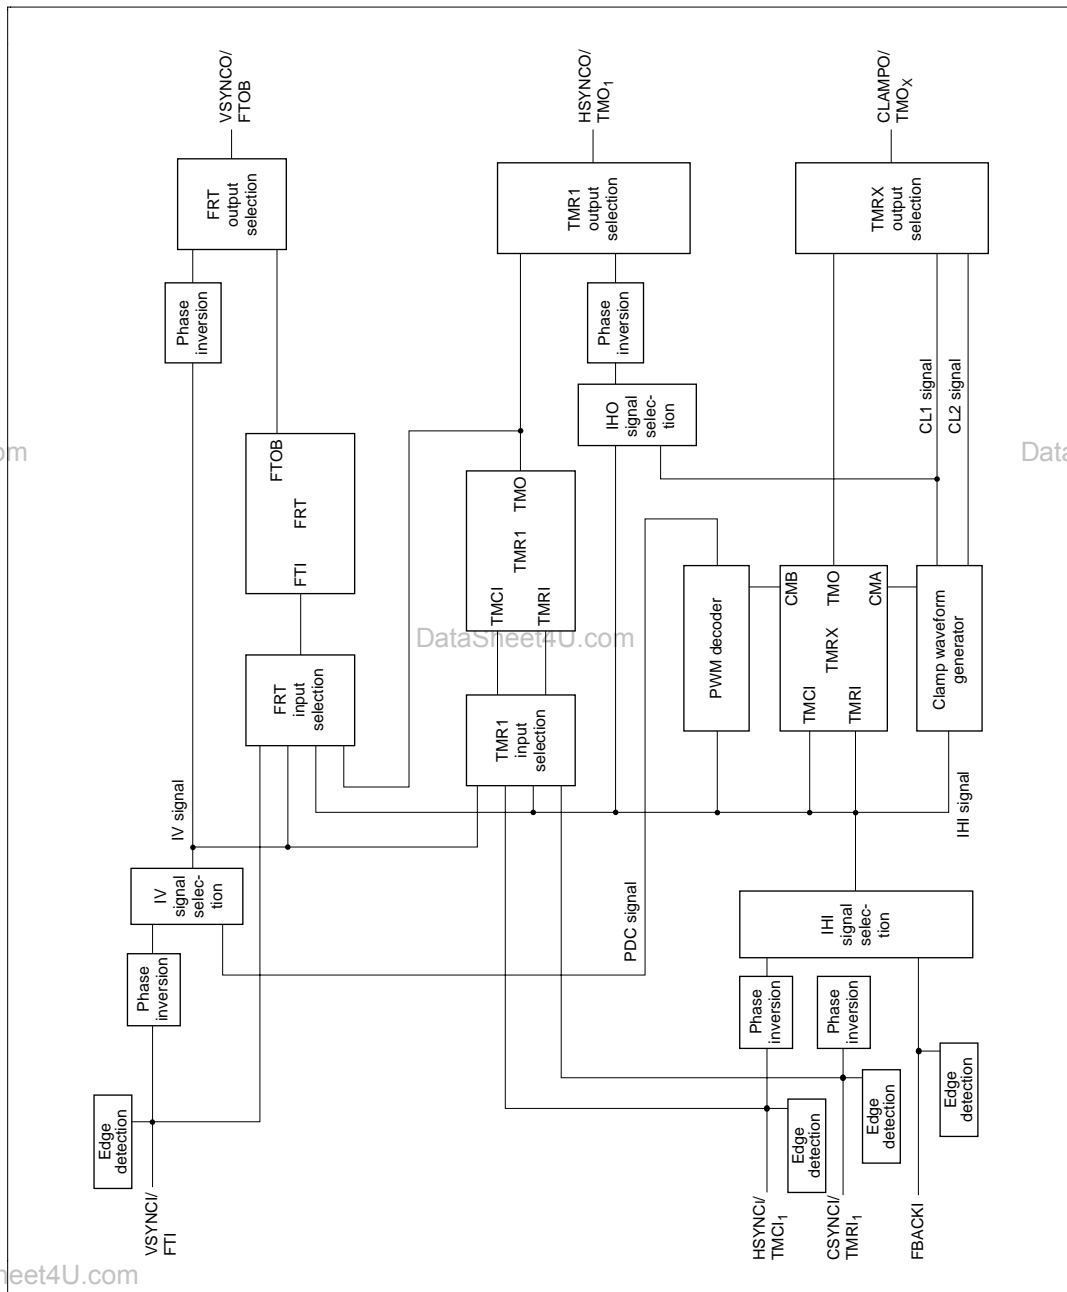 VSYNCO/
FTOB
HSYNCO/
TMO1
CLAMPO/
TMOX
FRT
output
selection
TMR1
output
selection
TMRX
output
selection
Phase
inversion
Phase
inversion
IHO
signal
selec-
tion
CL1 signal
CL2 signal
om
Data
FTOB
FRT
FTI
TMO
TMR1
TMCI
TMRI
PWM decoder
CMB
TMO
CMA
TMRX
TMCI
TMRI
Clamp waveform
generator
DataSheet4U.com
FRT
input
selection
TMR1
input
selection
IV signal
IHI signal
IV
signal
selec-
tion
PDC signal
IHI
signal
selec-
tion
Phase
inversion
Phase
inversion
Phase
inversion
Edge
detection
Edge
detection
Edge
detection
Edge
detection
VSYNCI/
FTI
HSYNCI/
TMCI1
CSYNCI/
TMRI1
FBACKI
heet4U.com